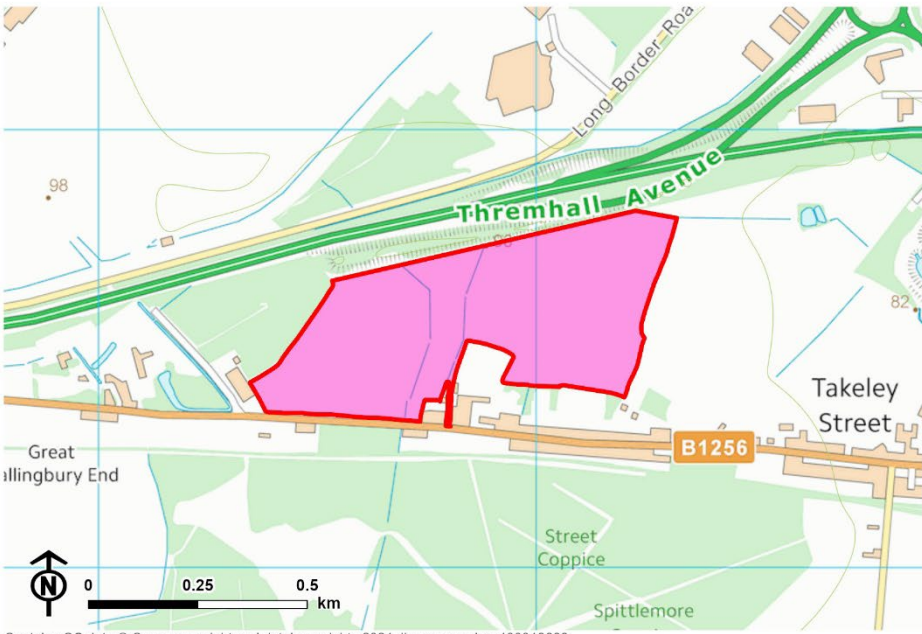 Long Border Roa
98
Thremhall Avenue
82
Takeley
Street
B1256
Great
allingbury End
Street
Coppice
Spittlemore
N
0 0.25 0.5
km